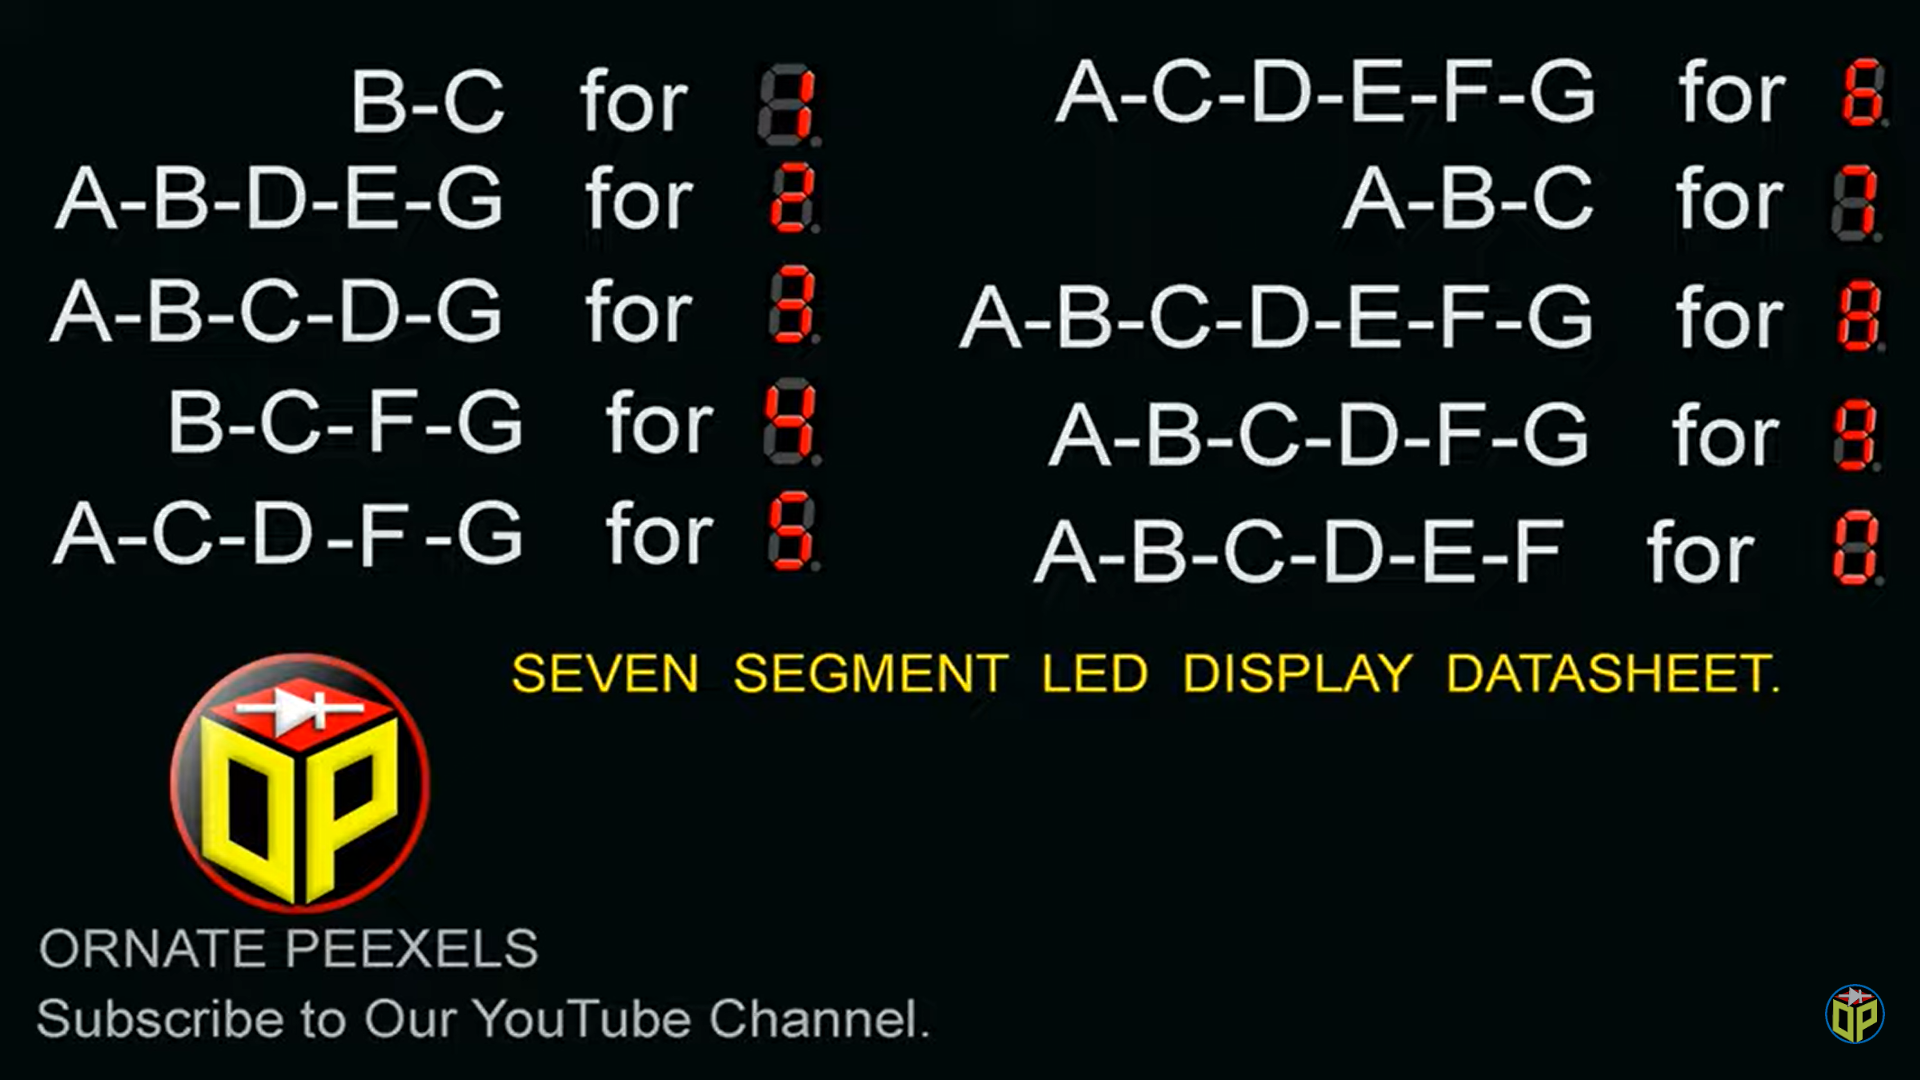 B-C for 1
A-B-D-E-G for 2
A-B-C-D-G for 3
B-C-F-G for 4
A-C-D-F-G for 5
A-C-D-E-F-G for 6
A-B-C for 7
A-B-C-D-E-F-G for 8
A-B-C-D-F-G for 9
A-B-C-D-E-F for 0
SEVEN SEGMENT LED DISPLAY DATASHEET.
OP
ORNATE PEEXELS
Subscribe to Our YouTube Channel.
OP